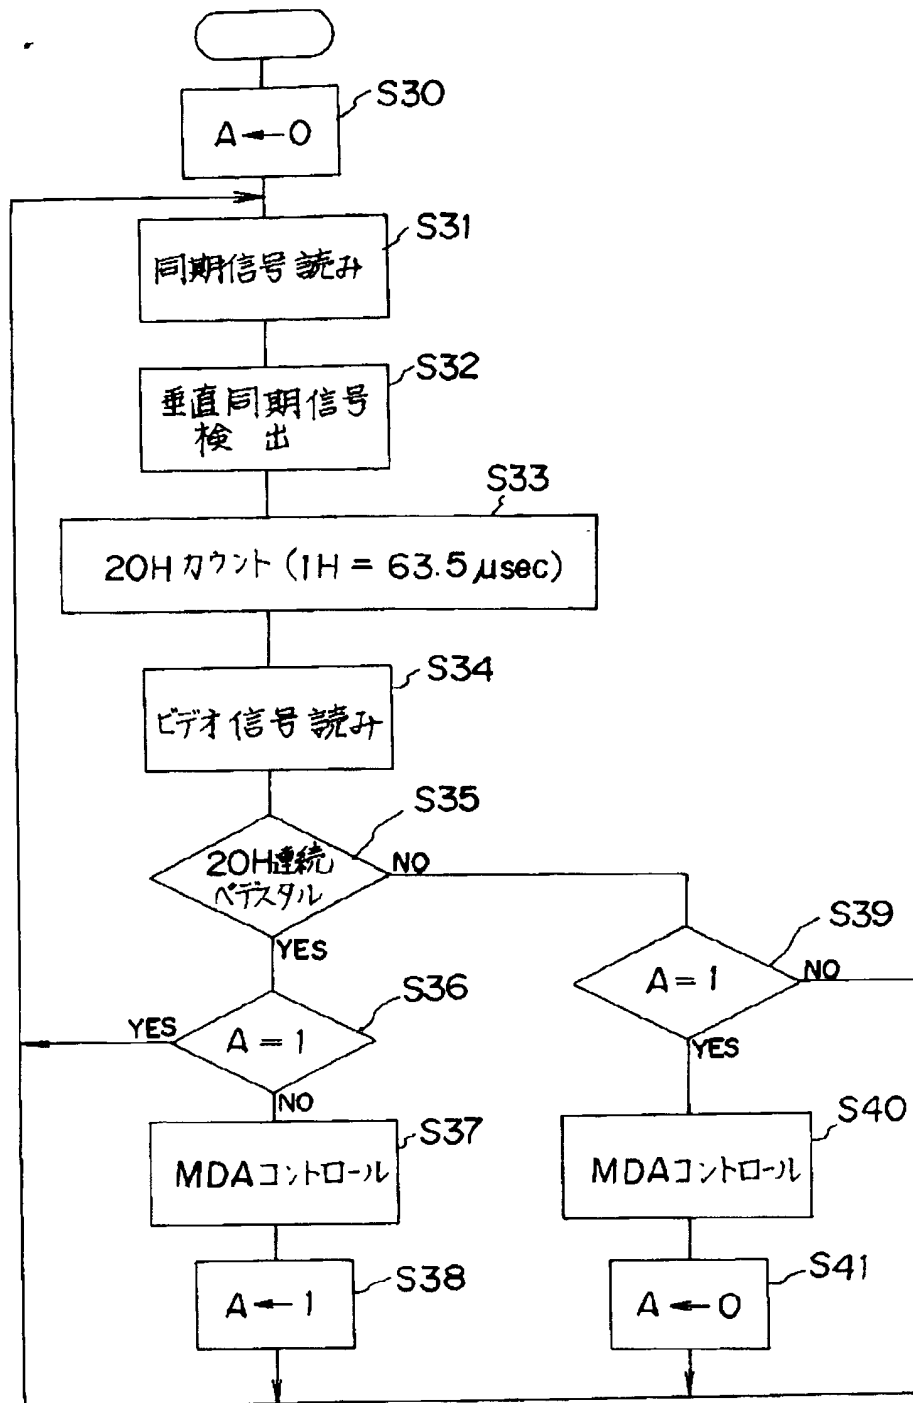 S30
A←0
S31
同期信号読み
S32
垂直同期信号
検出
S33
20Hカウント(1H = 63.5μsec)
S34
ビデオ信号読み
S35
20H連続
ペデスタル
NO
YES
S39
A=1
NO
YES
S36
A=1
YES
NO
S37
MDAコントロール
S40
MDAコントロール
S38
A←1
S41
A←0